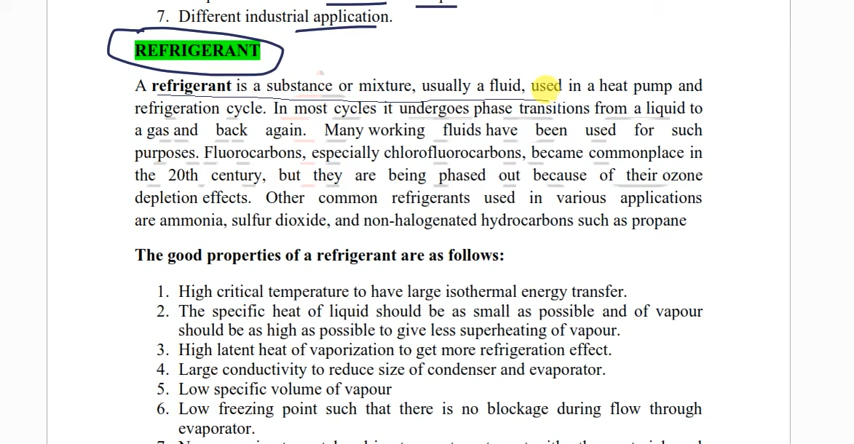 7. Different industrial application.
REFRIGERANT
A refrigerant is a substance or mixture, usually a fluid, used in a heat pump and
refrigeration cycle. In most cycles it undergoes phase transitions from a liquid to
a gas and back again. Many working fluids have been used for such
purposes. Fluorocarbons, especially chlorofluorocarbons, became commonplace in
the 20th century, but they are being phased out because of their ozone
depletion effects. Other common refrigerants used in various applications
are ammonia, sulfur dioxide, and non-halogenated hydrocarbons such as propane
The good properties of a refrigerant are as follows:
1. High critical temperature to have large isothermal energy transfer.
2. The specific heat of liquid should be as small as possible and of vapour
should be as high as possible to give less superheating of vapour.
3. High latent heat of vaporization to get more refrigeration effect.
4. Large conductivity to reduce size of condenser and evaporator.
5. Low specific volume of vapour
6. Low freezing point such that there is no blockage during flow through
evaporator.